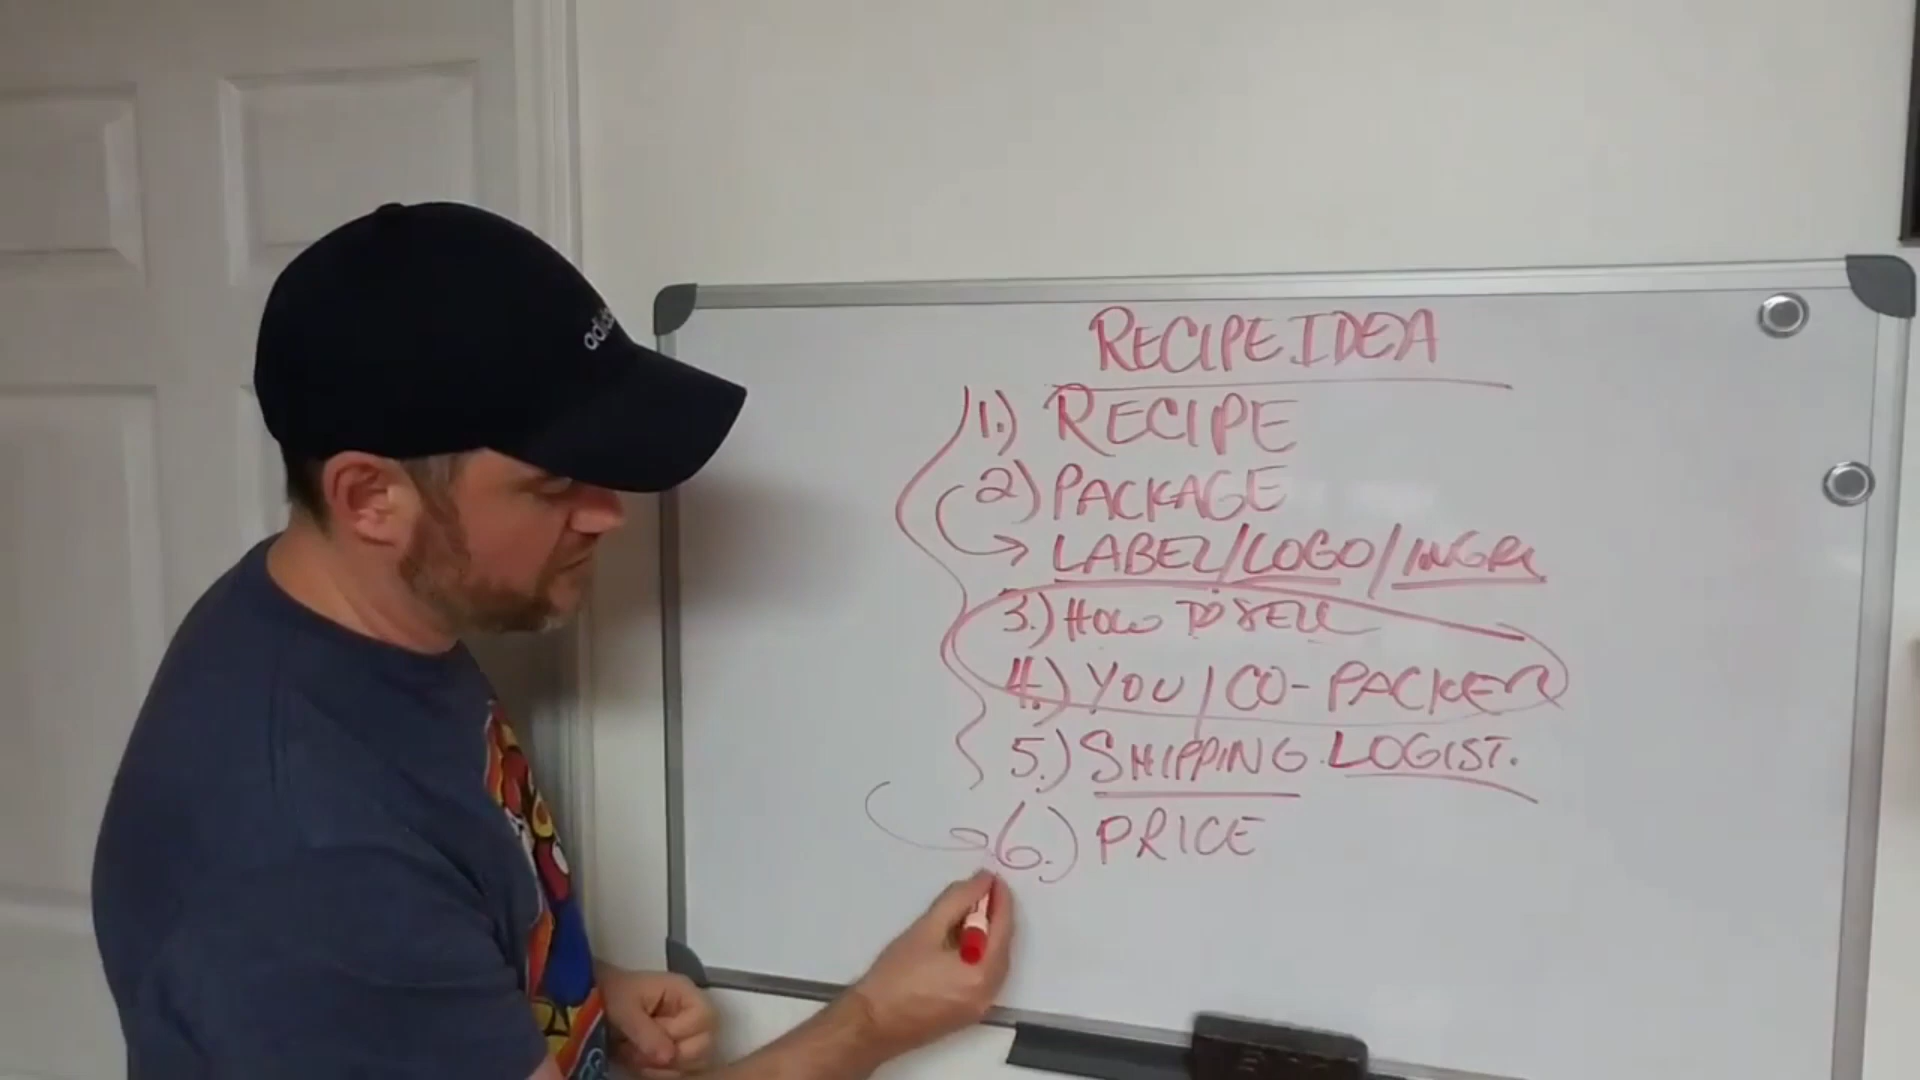 adidas
RECIPE IDEA
1.) RECIPE
2) PACKAGE
LABEL/LOGO/INGR
3.) HOW TO SELL
4.) YOU/CO-PACKER
5.) SHIPPING LOGIST.
6.) PRICE